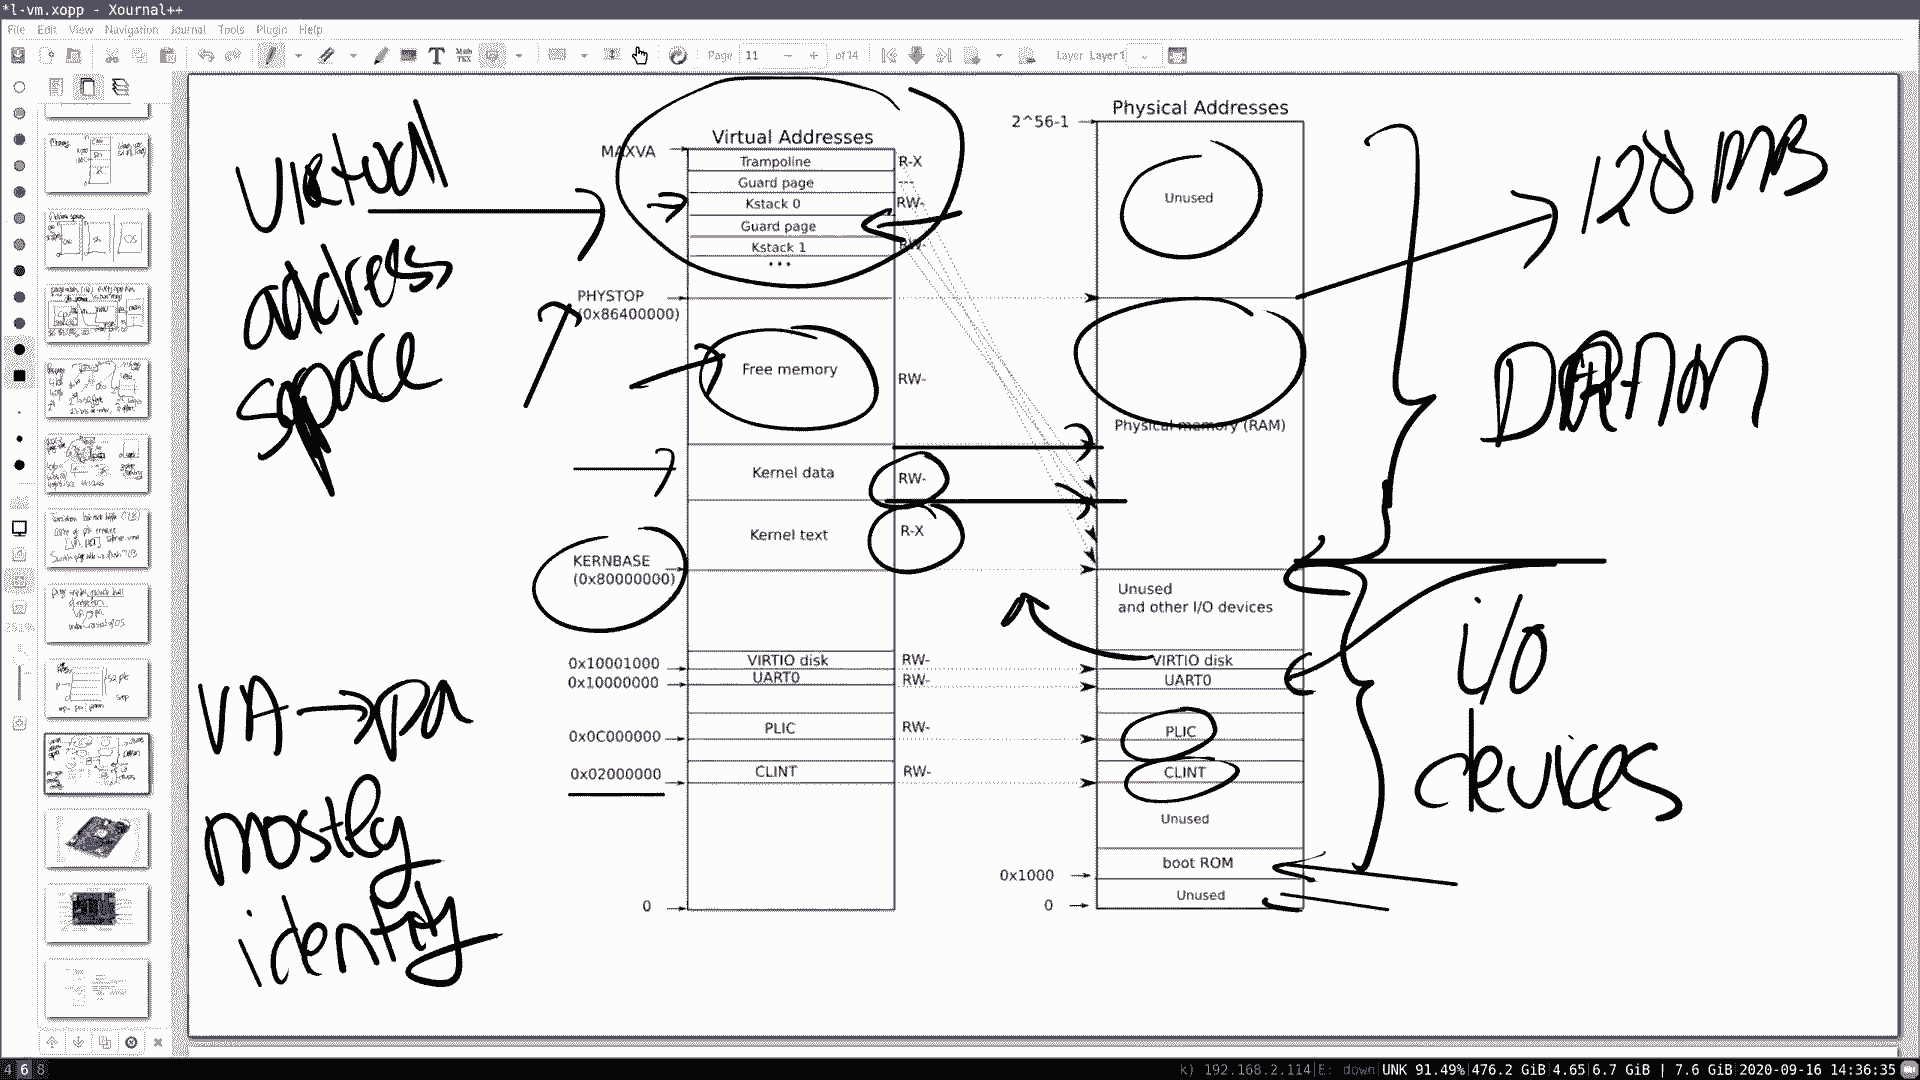 *l-vm.xopp - Xournal++
File Edit View Navigation Journal Tools Plugin Help
Page 11 of 14 Layer Layer 1
251%
Virtual
address
space
VA → pa
mostly
identity
Virtual Addresses
MAXVA
Trampoline R-X
Guard page ---
Kstack 0 RW-
Guard page
Kstack 1 RW-
...
PHYSTOP
(0x86400000)
Free memory RW-
Kernel data RW-
Kernel text R-X
KERNBASE
(0x80000000)
0x10001000 VIRTIO disk RW-
0x10000000 UART0 RW-
0x0C000000 PLIC RW-
0x02000000 CLINT RW-
0
Physical Addresses
2^56-1
Unused
Physical memory (RAM)
Unused
and other I/O devices
VIRTIO disk
UART0
PLIC
CLINT
Unused
boot ROM
0x1000
Unused
0
128 MB
DRAM
i/o
devices
4 6 8
k) 192.168.2.114|E: down|UNK 91.49%|476.2 GiB|4.65|6.7 GiB | 7.6 GiB|2020-09-16 14:36:35